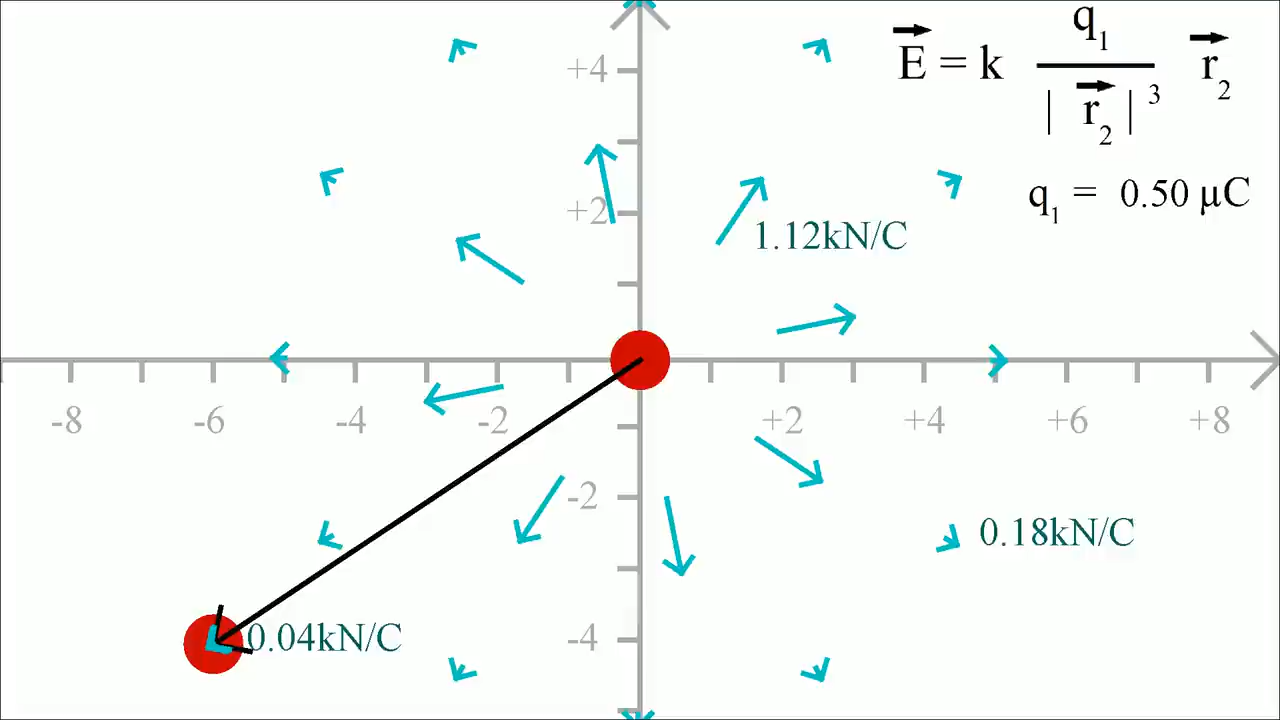 E = k q₁ / | r₂ |³ r₂
q₁ = 0.50 µC
+4
+2
1.12kN/C
-8 -6 -4 -2 +2 +4 +6 +8
-2
0.18kN/C
-4
0.04kN/C